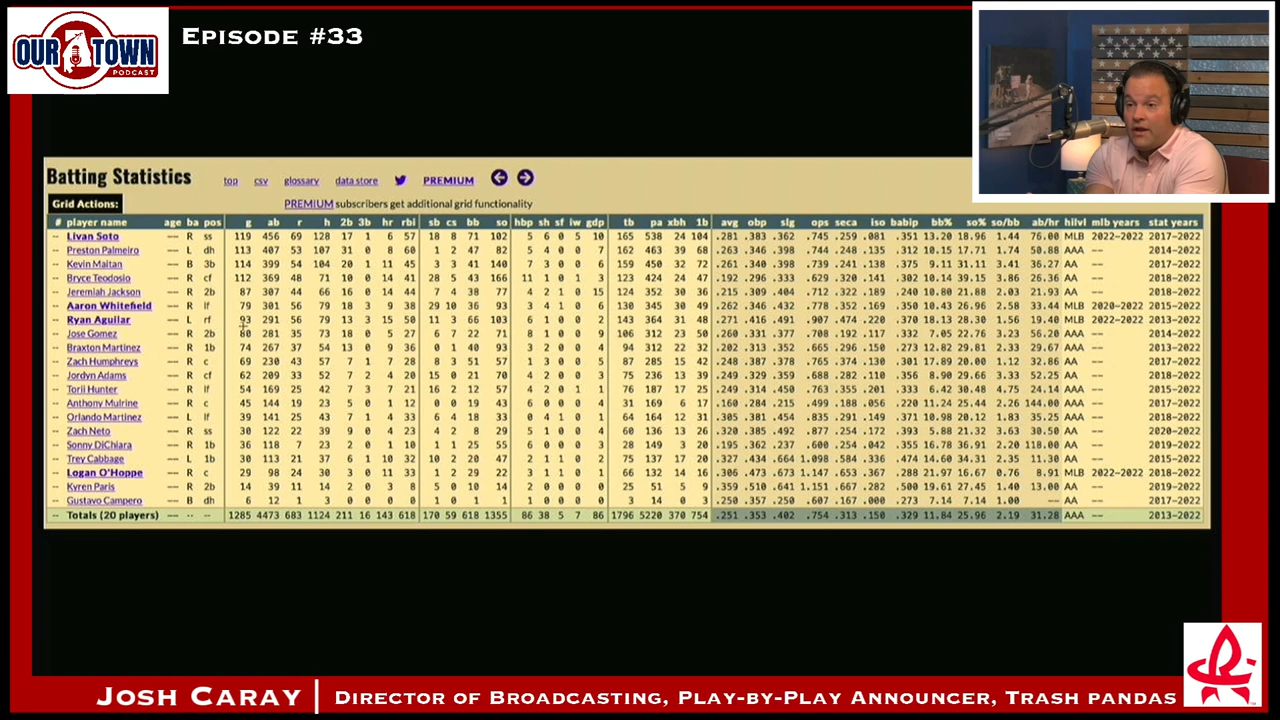 OUR TOWN
PODCAST
EPISODE #33
Batting Statistics top csv glossary data store PREMIUM
Grid Actions: PREMIUM subscribers get additional grid functionality
# player name age ba pos g ab r h 2b 3b hr rbi sb cs bb so hbp sh sf iw gdp tb pa xbh 1b avg obp slg ops seca iso babip bb% so% so/bb ab/hr hilvl mlb years stat years
-- Livan Soto -- R ss 119 456 69 128 17 1 6 57 18 8 71 102 5 6 0 5 10 165 538 24 104 .281 .383 .362 .745 .259 .081 .351 13.20 18.96 1.44 76.00 MLB 2022-2022 2017-2022
-- Preston Palmeiro -- L dh 113 407 53 107 31 0 8 60 1 2 47 82 5 4 0 0 7 162 463 39 68 .263 .346 .398 .744 .248 .135 .312 10.15 17.71 1.74 50.88 AAA -- 2014-2022
-- Kevin Maitan -- B 3b 114 399 54 104 20 1 11 45 3 3 41 140 7 3 0 0 6 159 450 32 72 .261 .340 .398 .739 .241 .138 .375 9.11 31.11 3.41 36.27 AA -- 2017-2022
-- Bryce Teodosio -- R cf 112 369 48 71 10 0 14 44 28 5 43 166 11 1 0 1 3 123 424 24 47 .192 .296 .333 .629 .320 .141 .302 10.14 39.15 3.86 26.36 AA -- 2018-2022
-- Jeremiah Jackson -- R 2b 87 307 44 66 14 1 14 44 7 4 38 77 7 4 0 1 15 124 352 30 36 .215 .309 .404 .712 .322 .189 .240 10.80 21.88 2.03 21.93 AA -- 2018-2022
-- Aaron Whitefield -- R lf 79 301 56 79 18 3 9 38 29 10 36 93 3 4 1 0 4 130 345 30 49 .262 .346 .432 .778 .352 .169 .350 10.43 26.96 2.58 33.44 MLB 2020-2022 2015-2022
-- Ryan Aguilar -- L rf 93 291 56 79 13 3 15 50 11 3 66 103 6 1 0 0 2 143 364 31 48 .271 .416 .491 .907 .474 .220 .370 18.13 28.30 1.56 19.40 MLB 2022-2022 2013-2022
-- Jose Gomez -- R 2b 80 281 35 73 18 0 5 27 6 7 22 71 8 1 0 0 9 106 312 23 50 .260 .331 .377 .708 .192 .117 .332 7.05 22.76 3.23 56.20 AAA -- 2014-2022
-- Braxton Martinez -- R 1b 74 267 37 54 13 0 9 36 0 1 40 93 3 2 0 0 4 94 312 22 32 .202 .313 .352 .665 .296 .150 .273 12.82 29.81 2.33 29.67 AAA -- 2017-2022
-- Zach Humphreys -- R c 69 230 43 57 7 1 7 28 8 3 51 57 1 3 0 0 5 87 285 15 42 .248 .387 .378 .765 .374 .130 .301 17.89 20.00 1.12 32.86 AA -- 2018-2022
-- Jordyn Adams -- R cf 62 209 33 52 7 2 4 20 15 0 21 70 4 2 0 0 3 75 236 13 39 .249 .329 .359 .688 .282 .110 .356 8.90 29.66 3.33 52.25 AA -- 2018-2022
-- Torii Hunter -- R lf 54 169 25 42 7 3 7 21 16 2 12 57 4 2 0 1 1 76 187 17 25 .249 .314 .450 .763 .355 .201 .333 6.42 30.48 4.75 24.14 AAA -- 2015-2022
-- Anthony Mulrine -- R c 45 144 19 23 5 0 1 12 0 0 19 43 6 0 0 0 2 31 169 6 17 .160 .284 .215 .499 .188 .056 .220 11.24 25.44 2.26 144.00 AAA -- 2017-2022
-- Orlando Martinez -- L lf 39 141 25 43 7 1 4 33 6 4 18 33 0 4 1 0 1 64 164 12 31 .305 .381 .454 .835 .291 .149 .371 10.98 20.12 1.83 35.25 AAA -- 2018-2022
-- Zach Neto -- R ss 30 122 22 39 9 0 4 23 4 2 8 29 5 1 0 0 4 60 136 13 26 .320 .385 .492 .877 .254 .172 .393 5.88 21.32 3.63 30.50 AA -- 2022-2022
-- Sonny DiChiara -- R 1b 36 118 7 23 2 0 1 10 0 1 25 55 6 0 0 0 3 28 149 3 20 .195 .362 .237 .600 .254 .042 .355 16.78 36.91 2.20 118.00 AA -- 2019-2022
-- Trey Cabbage -- L 1b 30 113 21 37 6 1 10 32 10 2 20 47 2 0 0 0 2 75 137 17 20 .327 .434 .664 1.098 .584 .336 .474 14.60 34.31 2.35 11.30 AAA -- 2015-2022
-- Logan O'Hoppe -- R c 29 98 24 30 3 0 11 33 1 2 29 22 3 1 1 0 2 66 132 14 16 .306 .473 .653 .367 .288 21.97 16.67 0.76 8.91 MLB 2022-2022 2018-2022
-- Kyren Paris -- R 2b 14 39 11 14 2 0 3 8 5 0 10 14 2 0 0 0 0 25 51 5 9 .359 .510 .641 1.151 .667 .282 .500 19.61 27.45 1.40 13.00 AA -- 2019-2022
-- Gustavo Campero -- B dh 6 12 1 3 0 0 0 1 0 1 1 1 0 0 0 3 14 0 3 .250 .357 .250 .607 .167 .000 .273 7.14 7.14 1.00 -- AA -- 2017-2022
-- Totals (20 players) -- -- -- 1285 4473 683 1124 211 16 143 618 170 59 618 1355 86 38 5 7 86 1796 5220 370 754 .251 .353 .402 .754 .313 .150 .329 11.84 25.96 2.19 31.28 AAA -- 2013-2022
JOSH CARAY | DIRECTOR OF BROADCASTING, PLAY-BY-PLAY ANNOUNCER, TRASH PANDAS